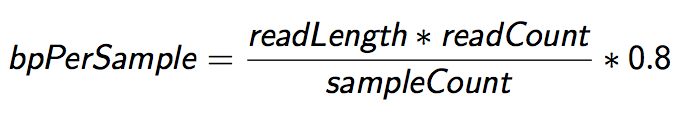 bpPerSample = readLength * readCount / sampleCount * 0.8